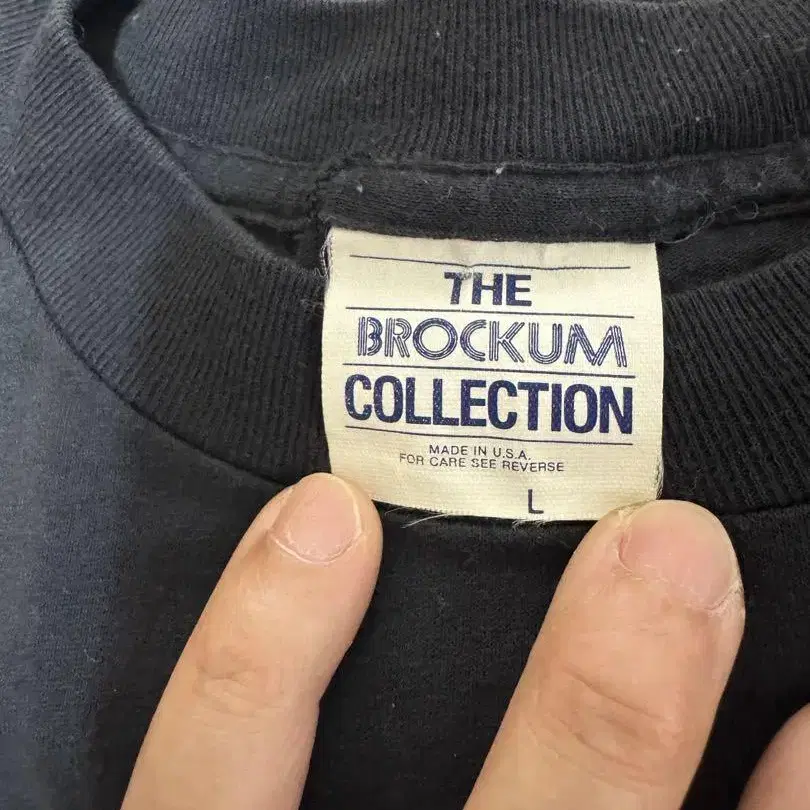 THE
BROCKUM
COLLECTION
MADE IN U.S.A.
FOR CARE SEE REVERSE
L